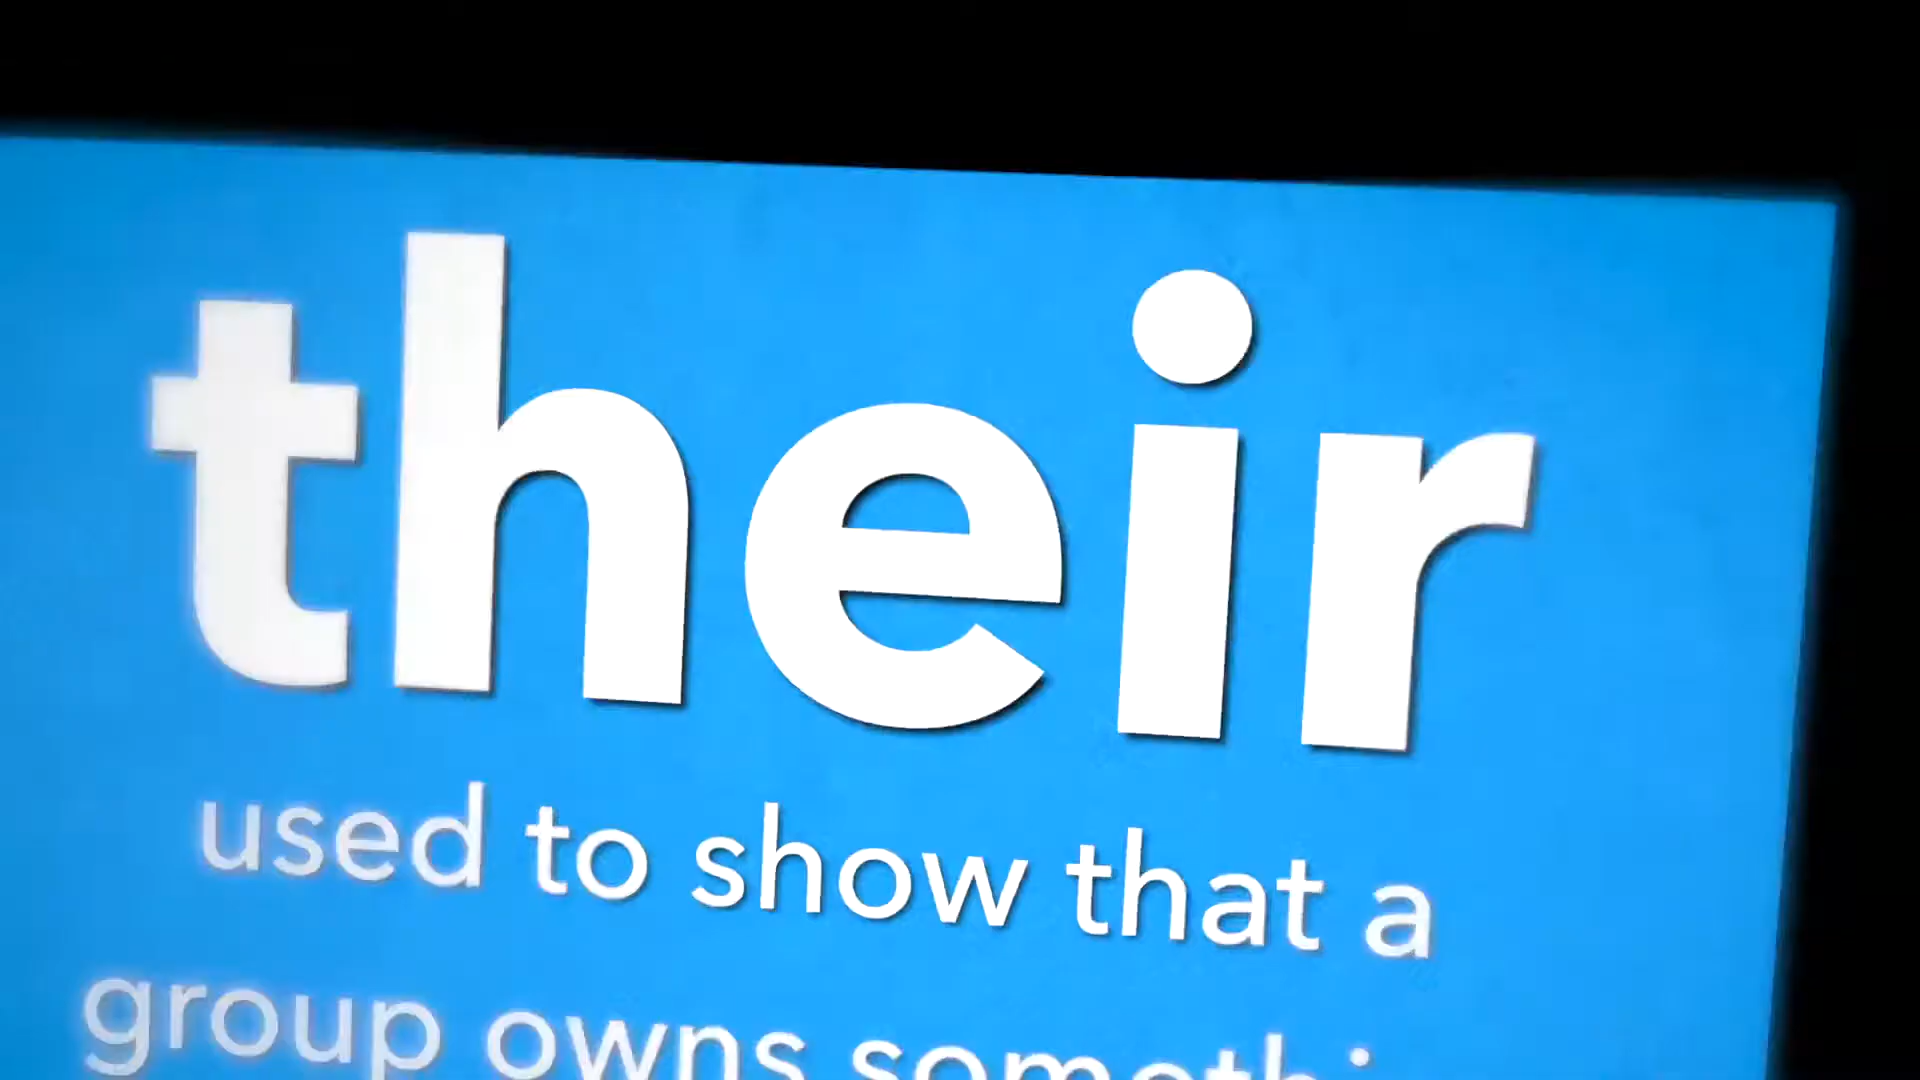 their
used to show that a
group owns